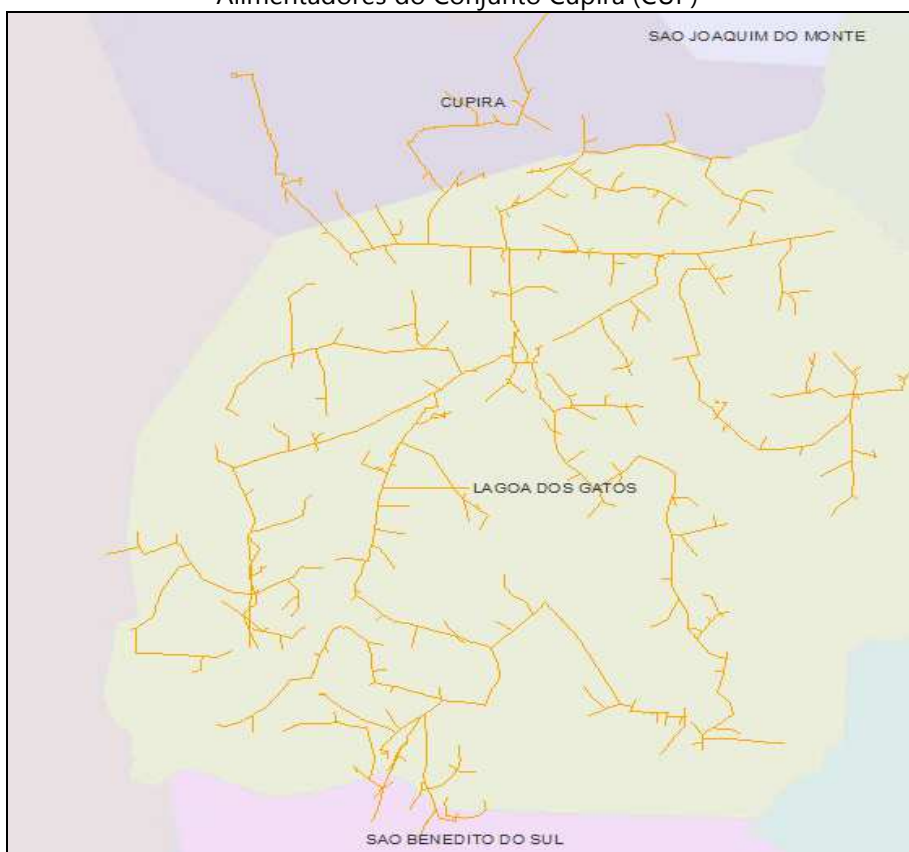 Alimentadores do Conjunto Cupira (CUP)
SAO JOAQUIM DO MONTE
CUPIRA
LAGOA DOS GATOS
SAO BENEDITO DO SUL